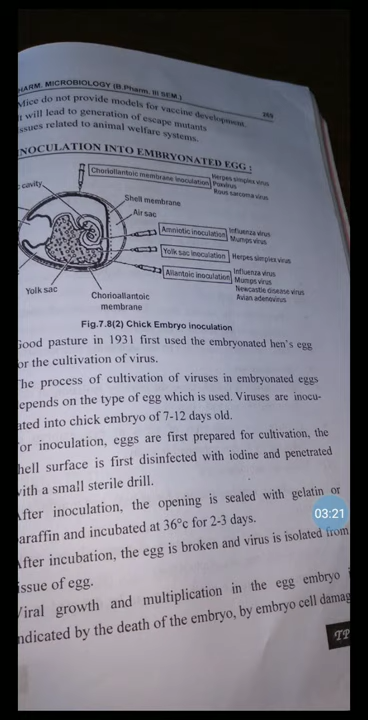 HARM. MICROBIOLOGY (B.Pharm. III SEM.) 269
Mice do not provide models for vaccine development.
It will lead to generation of escape mutants
issues related to animal welfare systems.
INOCULATION INTO EMBRYONATED EGG :
Choriollantoic membrane inoculation
Herpes simplex virus
Poxvirus
Rous sarcoma virus
cavity
Shell membrane
Air sac
Amniotic inoculation
Influenza virus
Mumps virus
Yolk sac inoculation
Herpes simplex virus
Allantoic inoculation
Influenza virus
Mumps virus
Newcastle disease virus
Avian adenovirus
Yolk sac
Chorioallantoic
membrane
Fig.7.8(2) Chick Embryo inoculation
Good pasture in 1931 first used the embryonated hen's egg
for the cultivation of virus.
The process of cultivation of viruses in embryonated eggs
depends on the type of egg which is used. Viruses are inocu-
lated into chick embryo of 7-12 days old.
For inoculation, eggs are first prepared for cultivation, the
shell surface is first disinfected with iodine and penetrated
with a small sterile drill.
After inoculation, the opening is sealed with gelatin or
paraffin and incubated at 36°c for 2-3 days.
03:21
After incubation, the egg is broken and virus is isolated from
tissue of egg.
Viral growth and multiplication in the egg embryo
indicated by the death of the embryo, by embryo cell damag
TP